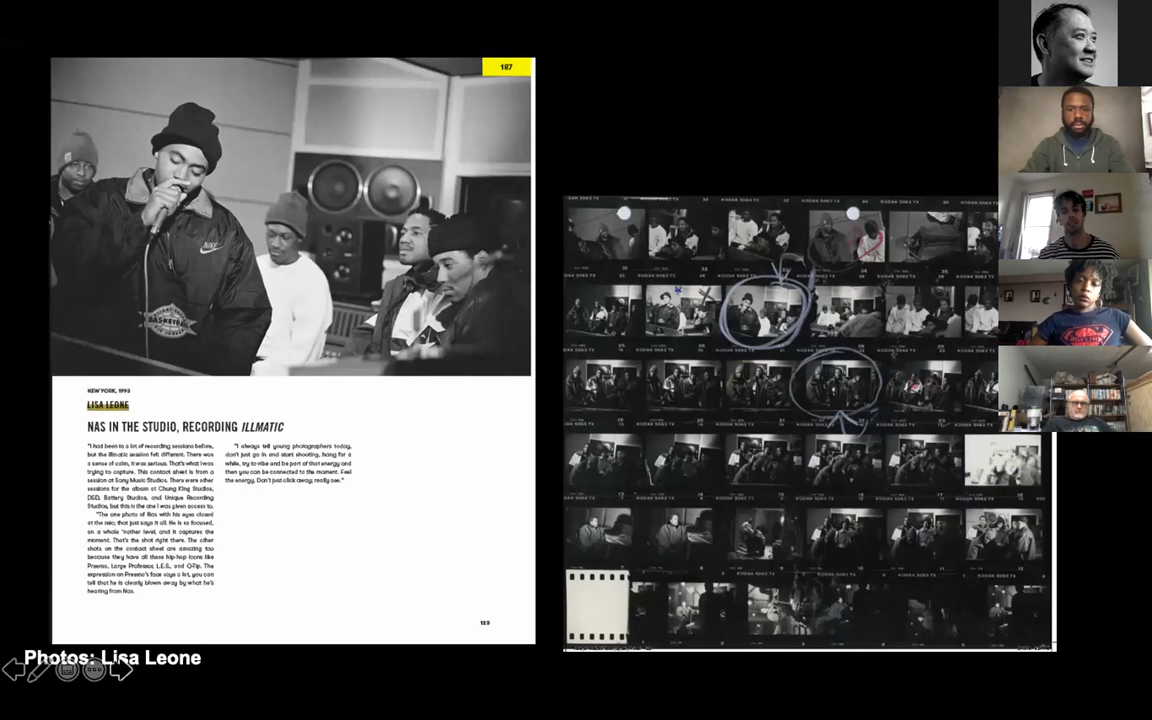 187
NIKE
BASKETBALL
NEW YORK, 1993
LISA LEONE
NAS IN THE STUDIO, RECORDING ILLMATIC
"I had been to a lot of recording sessions before,
but the Illmatic session felt different. There was
a sense of calm, it was serious. That's what I was
trying to capture. This contact sheet is from a
session at Sony Music Studios. There were other
sessions for the album at Chung King Studios,
D&D, Battery Studios, and Unique Recording
Studios, but this is the one I was given access to.
"The one photo of Nas with his eyes closed
at the mic; that just says it all. He is so focused,
on a whole 'nother level, and it captures the
moment. That's the shot right there. The other
shots on the contact sheet are amazing too
because they have all these hip-hop icons like
Preemo, Large Professor, L.E.S., and Q-Tip. The
expression on Preemo's face says a lot, you can
tell that he is clearly blown away by what he's
hearing from Nas.
"I always tell young photographers today,
don't just go in and start shooting, hang for a
while, try to vibe and be part of that energy and
then you can be connected to the moment. Feel
the energy. Don't just click away, really see."
123
Photos: Lisa Leone
KODAK 5063 TX